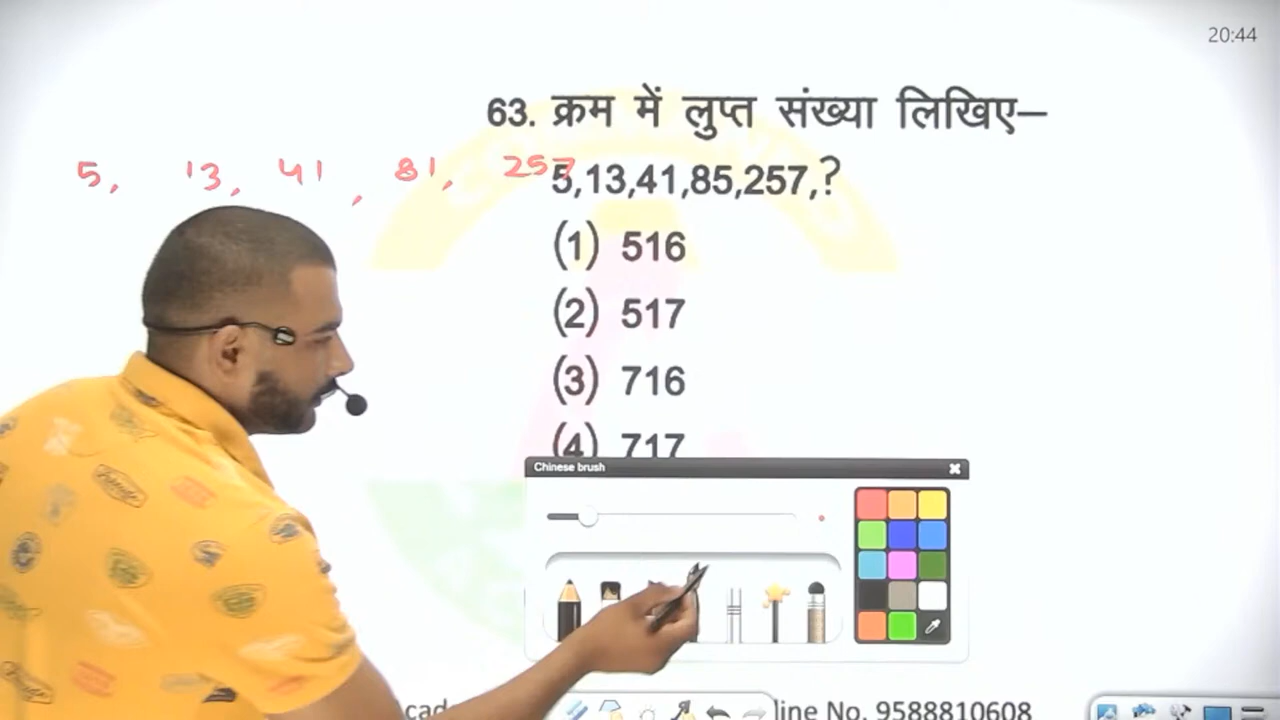 20:44
63. क्रम में लुप्त संख्या लिखिए–
5, 13, 41, 81, 257
5,13,41,85,257,?
(1) 516
(2) 517
(3) 716
(4) 717
Chinese brush
line No. 9588810608